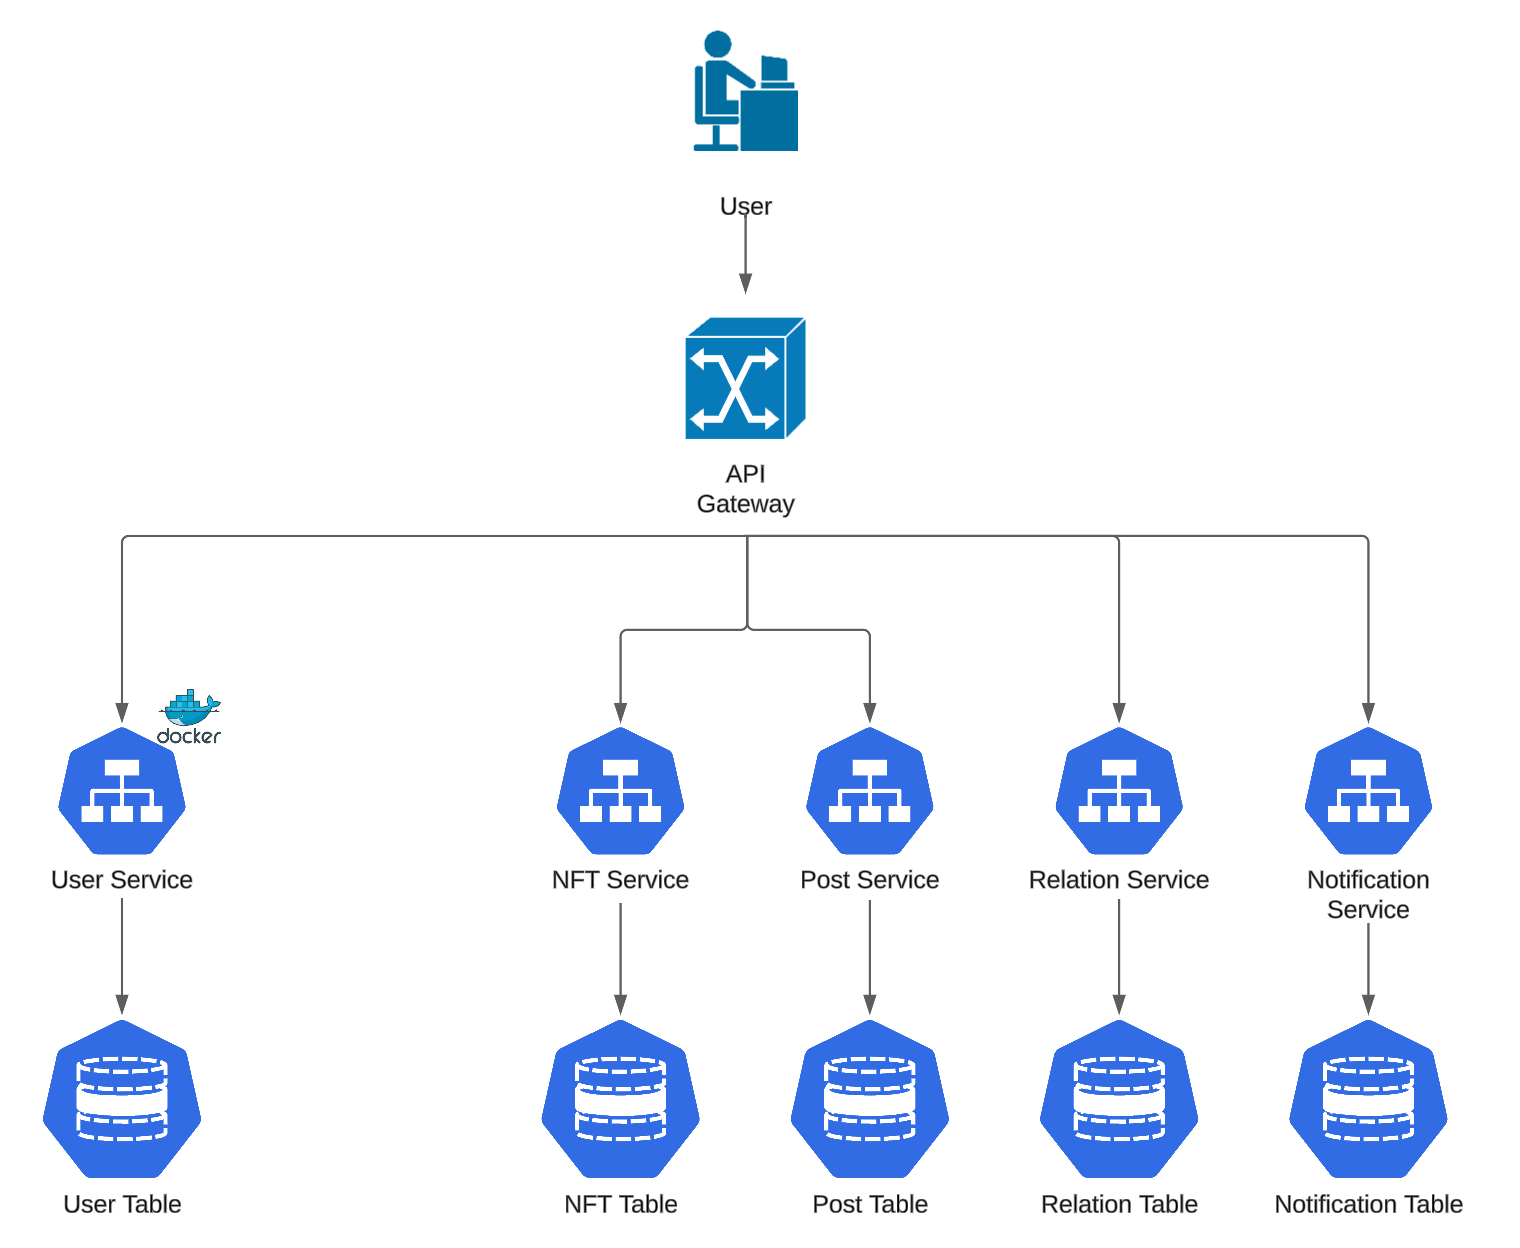 User
API
Gateway
docker
User Service
NFT Service
Post Service
Relation Service
Notification
Service
User Table
NFT Table
Post Table
Relation Table
Notification Table